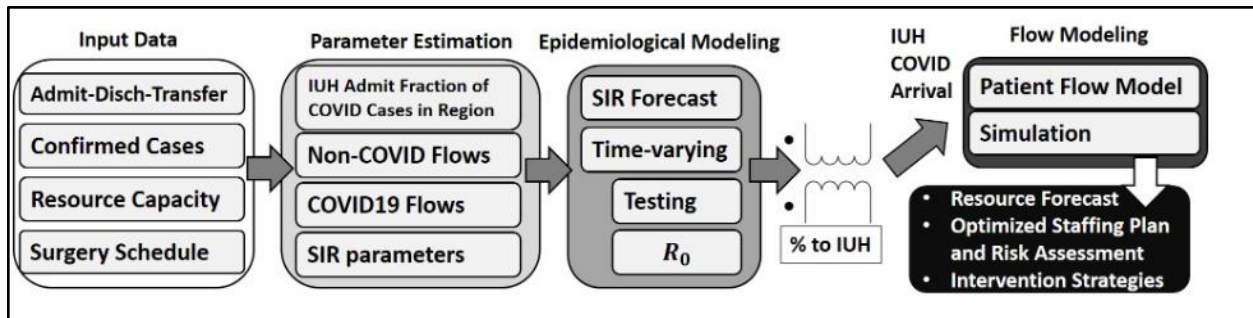 Input Data
Admit-Disch-Transfer
Confirmed Cases
Resource Capacity
Surgery Schedule
Parameter Estimation
IUH Admit Fraction of
COVID Cases in Region
Non-COVID Flows
COVID19 Flows
SIR parameters
Epidemiological Modeling
SIR Forecast
Time-varying
Testing
R₀
% to IUH
IUH
COVID
Arrival
Flow Modeling
Patient Flow Model
Simulation
• Resource Forecast
• Optimized Staffing Plan
and Risk Assessment
• Intervention Strategies